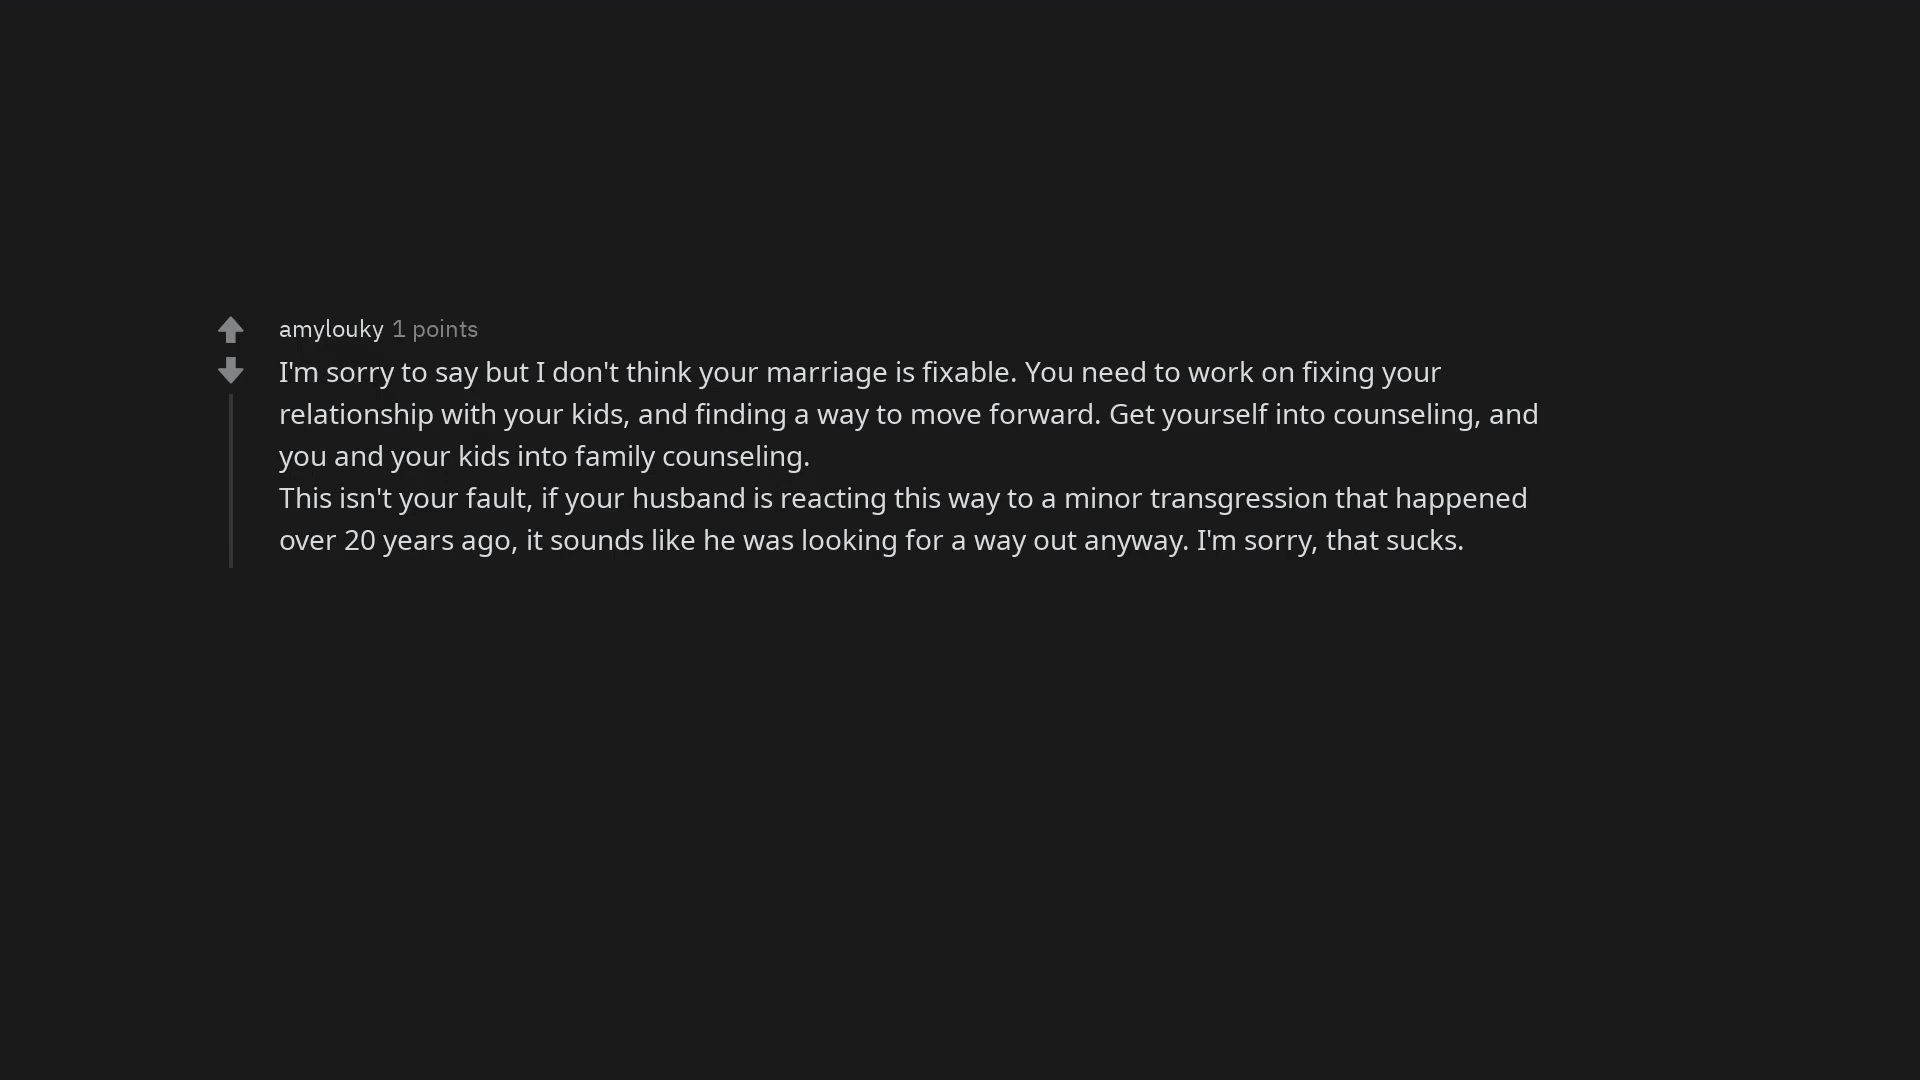 amylouky 1 points
I'm sorry to say but I don't think your marriage is fixable. You need to work on fixing your
relationship with your kids, and finding a way to move forward. Get yourself into counseling, and
you and your kids into family counseling.
This isn't your fault, if your husband is reacting this way to a minor transgression that happened
over 20 years ago, it sounds like he was looking for a way out anyway. I'm sorry, that sucks.